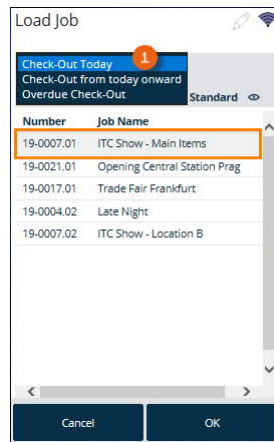 Load Job
Check-Out Today
1
Check-Out from today onward
Overdue Check-Out
Standard
Number Job Name
19-0007.01 ITC Show - Main Items
19-0021.01 Opening Central Station Prag
19-0017.01 Trade Fair Frankfurt
19-0004.02 Late Night
19-0007.02 ITC Show - Location B
Cancel OK